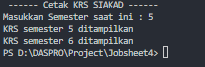 ------ Cetak KRS SIAKAD ------
Masukkan Semester saat ini : 5
KRS semester 5 ditampilkan
KRS semester 6 ditampilkan
PS D:\DASPRO\Project\Jobsheet4>